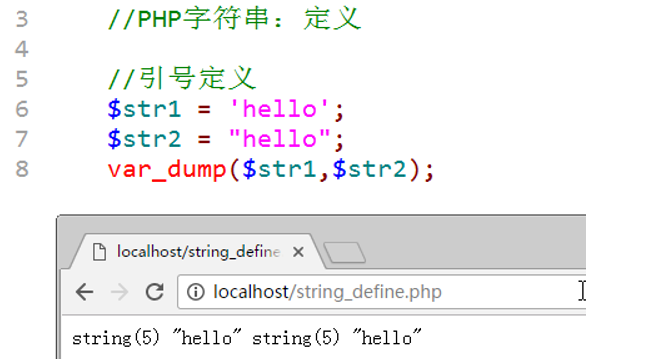 3 //PHP字符串：定义
4
5 //引号定义
6 $str1 = 'hello';
7 $str2 = "hello";
8 var_dump($str1,$str2);
localhost/string_define
localhost/string_define.php
string(5) "hello" string(5) "hello"